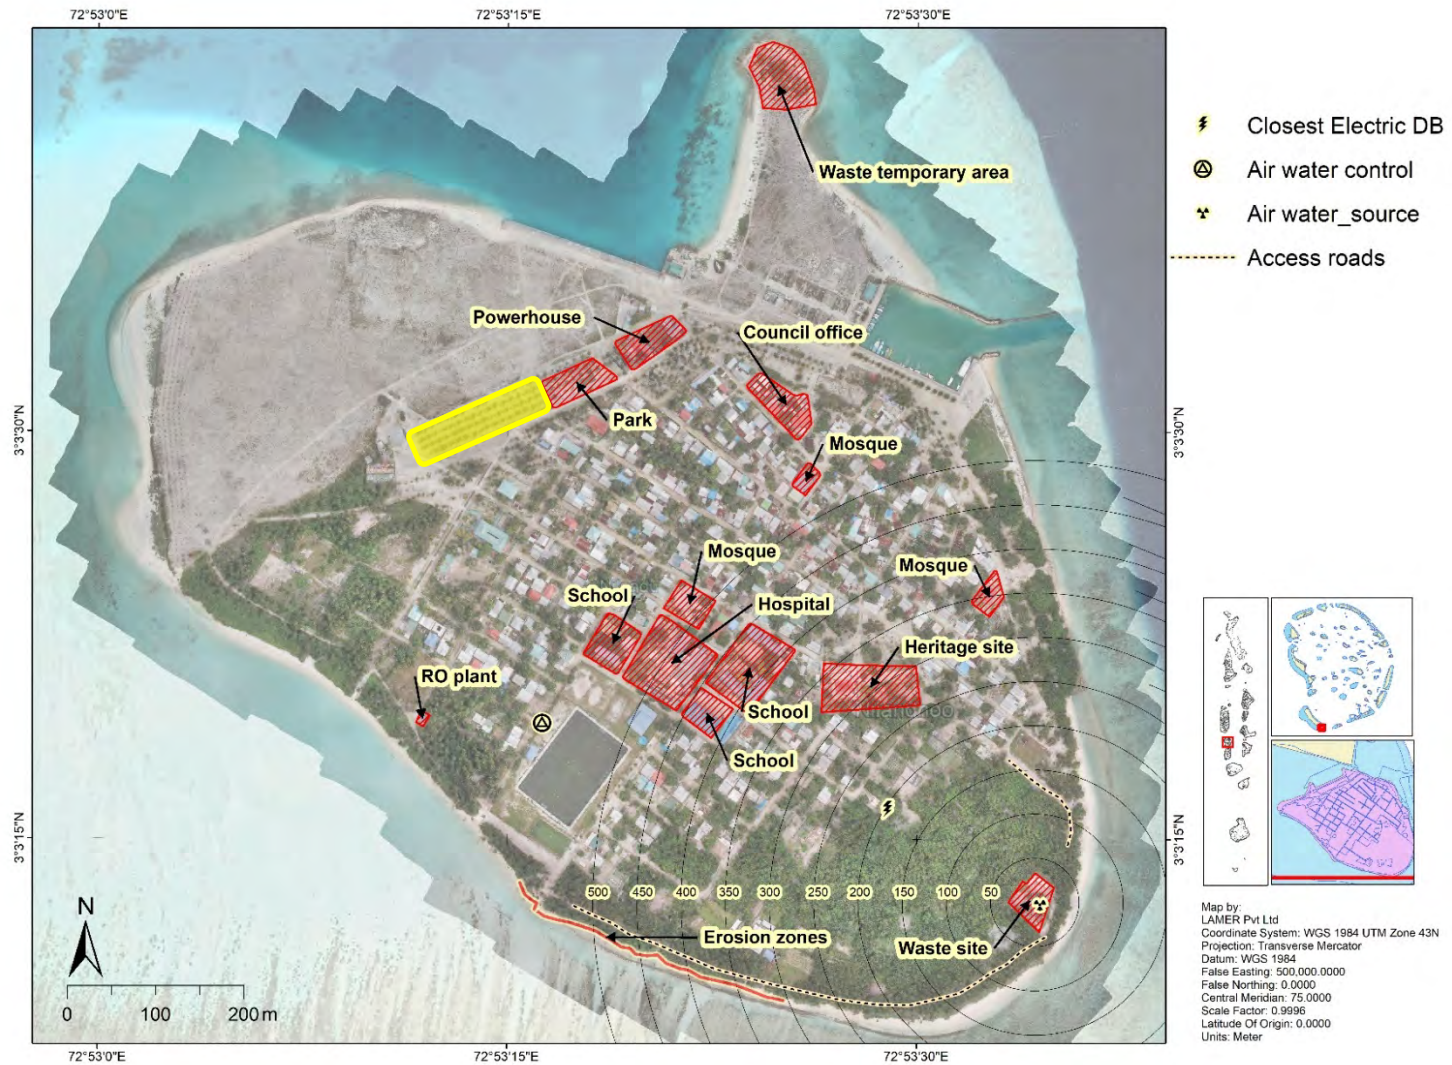 72°53'0"E
72°53'15"E
72°53'30"E
Waste temporary area
Powerhouse
Council office
Park
Mosque
Mosque
Mosque
School
Hospital
Heritage site
RO plant
School
School
500
450
400
350
300
250
200
150
100
50
Erosion zones
Waste site
N
0
100
200 m
3°3'30"N
3°3'15"N
3°3'30"N
3°3'15"N
72°53'0"E
72°53'15"E
72°53'30"E
Closest Electric DB
Air water control
Air water_source
Access roads
Map by:
LAMER Pvt Ltd
Coordinate System: WGS 1984 UTM Zone 43N
Projection: Transverse Mercator
Datum: WGS 1984
False Easting: 500,000.0000
False Northing: 0.0000
Central Meridian: 75.0000
Scale Factor: 0.9996
Latitude Of Origin: 0.0000
Units: Meter